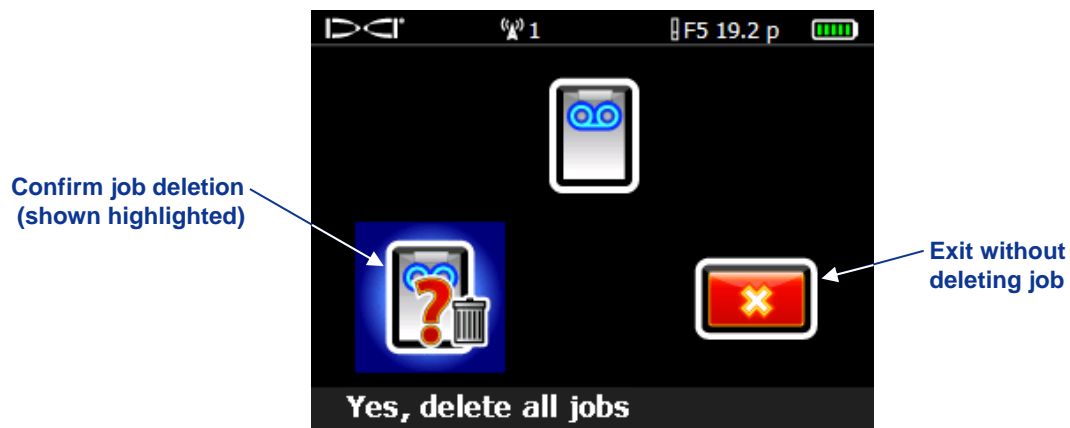 DCI
1
F5 19.2 p
Confirm job deletion
(shown highlighted)
Exit without
deleting job
Yes, delete all jobs